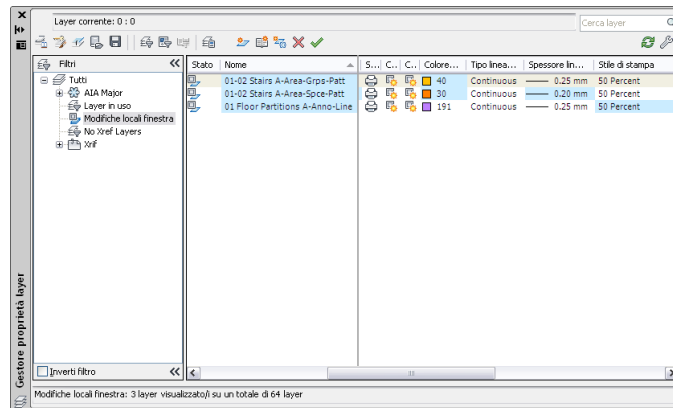 Layer corrente: 0 : 0
Cerca layer
Filtri
Tutti
AIA Major
Layer in uso
Modifiche locali finestra
No Xref Layers
Xrif
Stato Nome S... C.. C.. Colore... Tipo linea... Spessore lin... Stile di stampa
01-02 Stairs A-Area-Grps-Patt 40 Continuous 0.25 mm 50 Percent
01-02 Stairs A-Area-Spce-Patt 30 Continuous 0.20 mm 50 Percent
01 Floor Partitions A-Anno-Line 191 Continuous 0.25 mm 50 Percent
Inverti filtro
Gestore proprietà layer
Modifiche locali finestra: 3 layer visualizzato/i su un totale di 64 layer